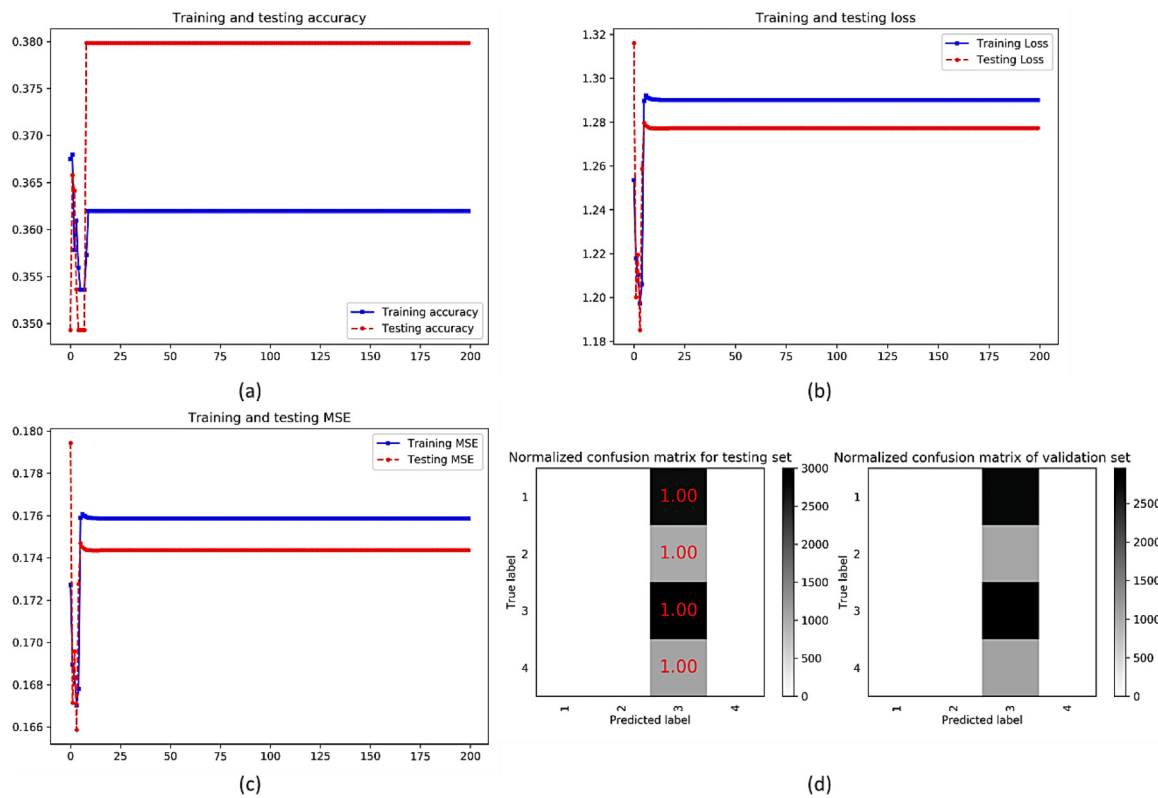 Training and testing accuracy
0.380
0.375
0.370
0.365
0.360
0.355
0.350
Training accuracy
Testing accuracy
0 25 50 75 100 125 150 175 200
(a)
Training and testing loss
1.32
1.30
1.28
1.26
1.24
1.22
1.20
1.18
Training Loss
Testing Loss
0 25 50 75 100 125 150 175 200
(b)
Training and testing MSE
0.180
0.178
0.176
0.174
0.172
0.170
0.168
0.166
Training MSE
Testing MSE
0 25 50 75 100 125 150 175 200
(c)
Normalized confusion matrix for testing set
True label
1
2
3
4
1.00
1.00
1.00
1.00
1 2 3 4
Predicted label
3000
2500
2000
1500
1000
500
0
Normalized confusion matrix of validation set
True label
1
2
3
4
1 2 3 4
Predicted label
2500
2000
1500
1000
500
0
(d)